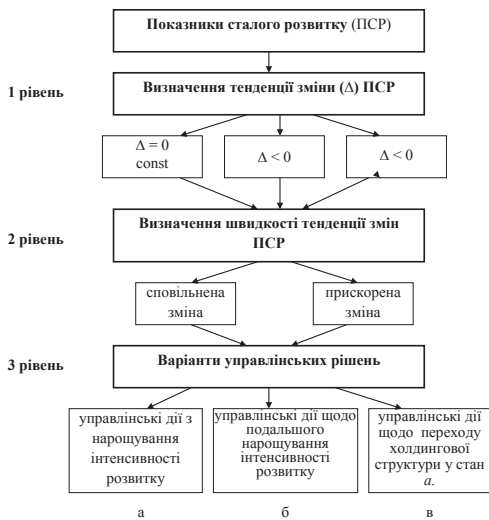 Показники сталого розвитку (ПСР)
1 рівень
Визначення тенденції зміни (Δ) ПСР
Δ = 0
const
Δ < 0
Δ < 0
2 рівень
Визначення швидкості тенденції змін
ПСР
сповільнена
зміна
прискорена
зміна
3 рівень
Варіанти управлінських рішень
управлінські дії з
нарощування
інтенсивності
розвитку
управлінські дії щодо
подальшого
нарощування
інтенсивності
розвитку
управлінські дії
щодо переходу
холдингової
структури у стан
а.
а
б
в